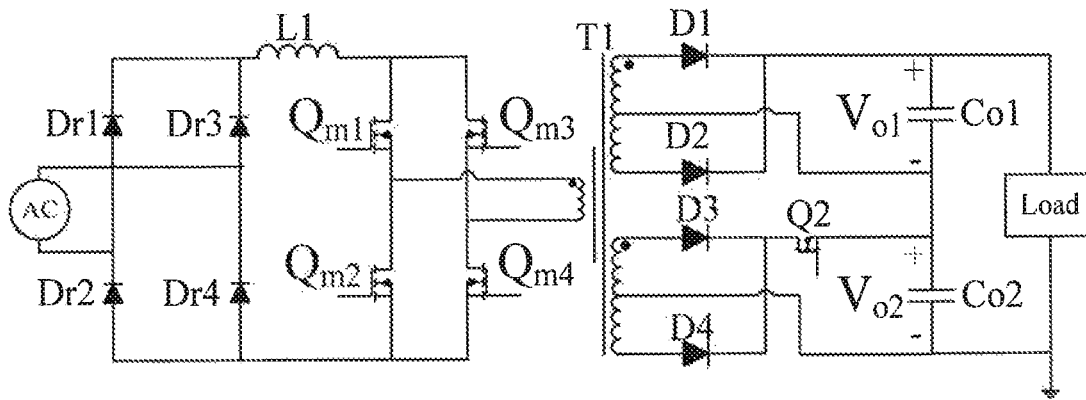 L1
T1
D1
Dr1
Dr3
Qm1
Qm3
+
Vo1
Co1
-
D2
AC
D3
Q2
Load
Dr2
Dr4
Qm2
Qm4
+
Vo2
Co2
-
D4